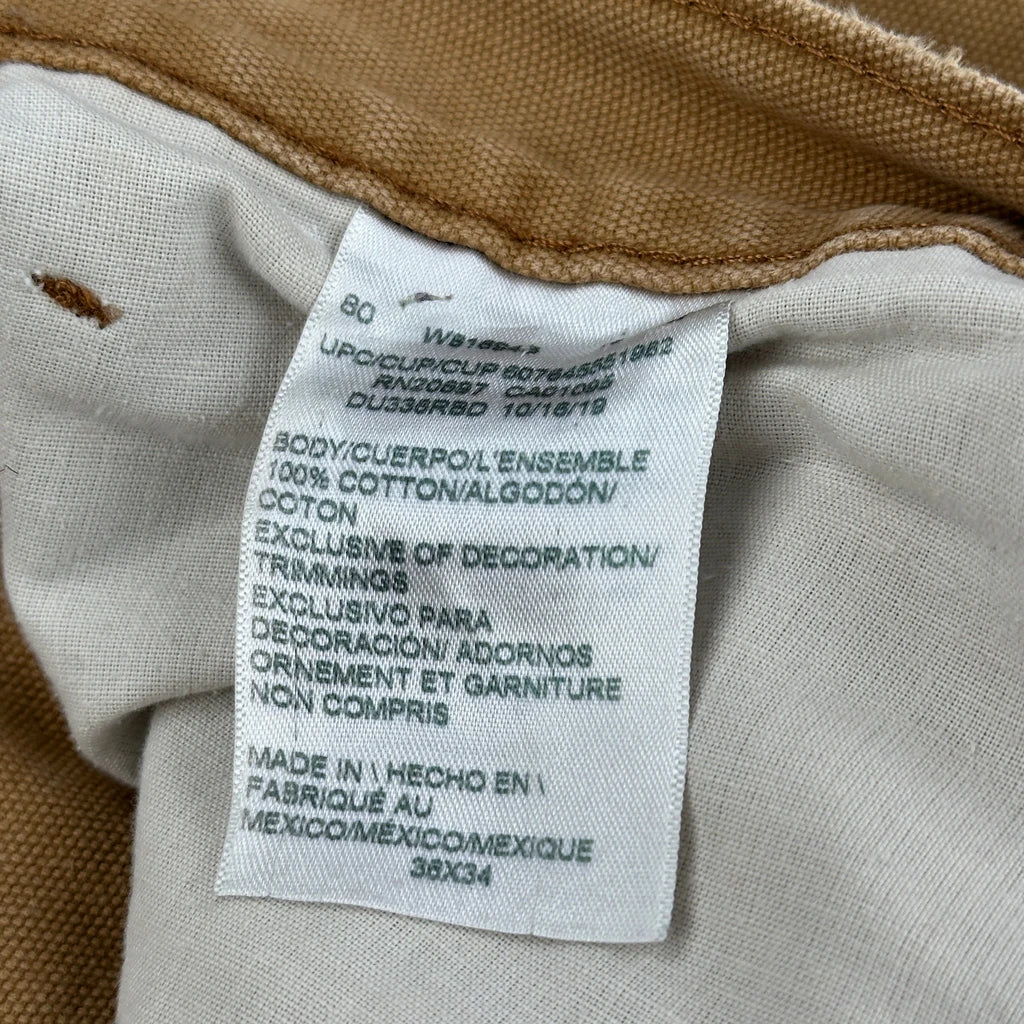 80
UPC/CUP/CUP
RN20697 CA01095
DU336RBD 10/16/19
BODY/CUERPO/L'ENSEMBLE
100% COTTON/ALGODÓN/
COTON
EXCLUSIVE OF DECORATION/
TRIMMINGS
EXCLUSIVO PARA
DECORACIÓN/ ADORNOS
ORNEMENT ET GARNITURE
NON COMPRIS
MADE IN \ HECHO EN \
FABRIQUÉ AU
MEXICO/MÉXICO/MEXIQUE
36X34